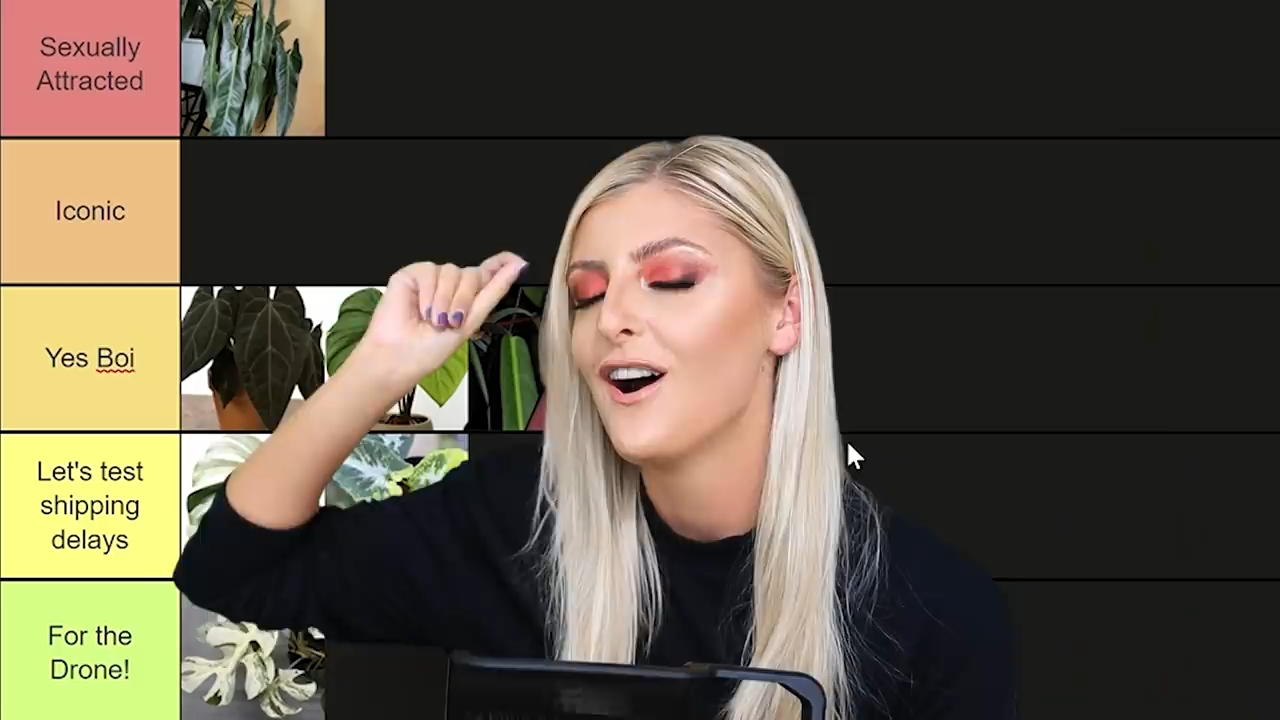 Sexually
Attracted
Iconic
Yes Boi
Let's test
shipping
delays
For the
Drone!